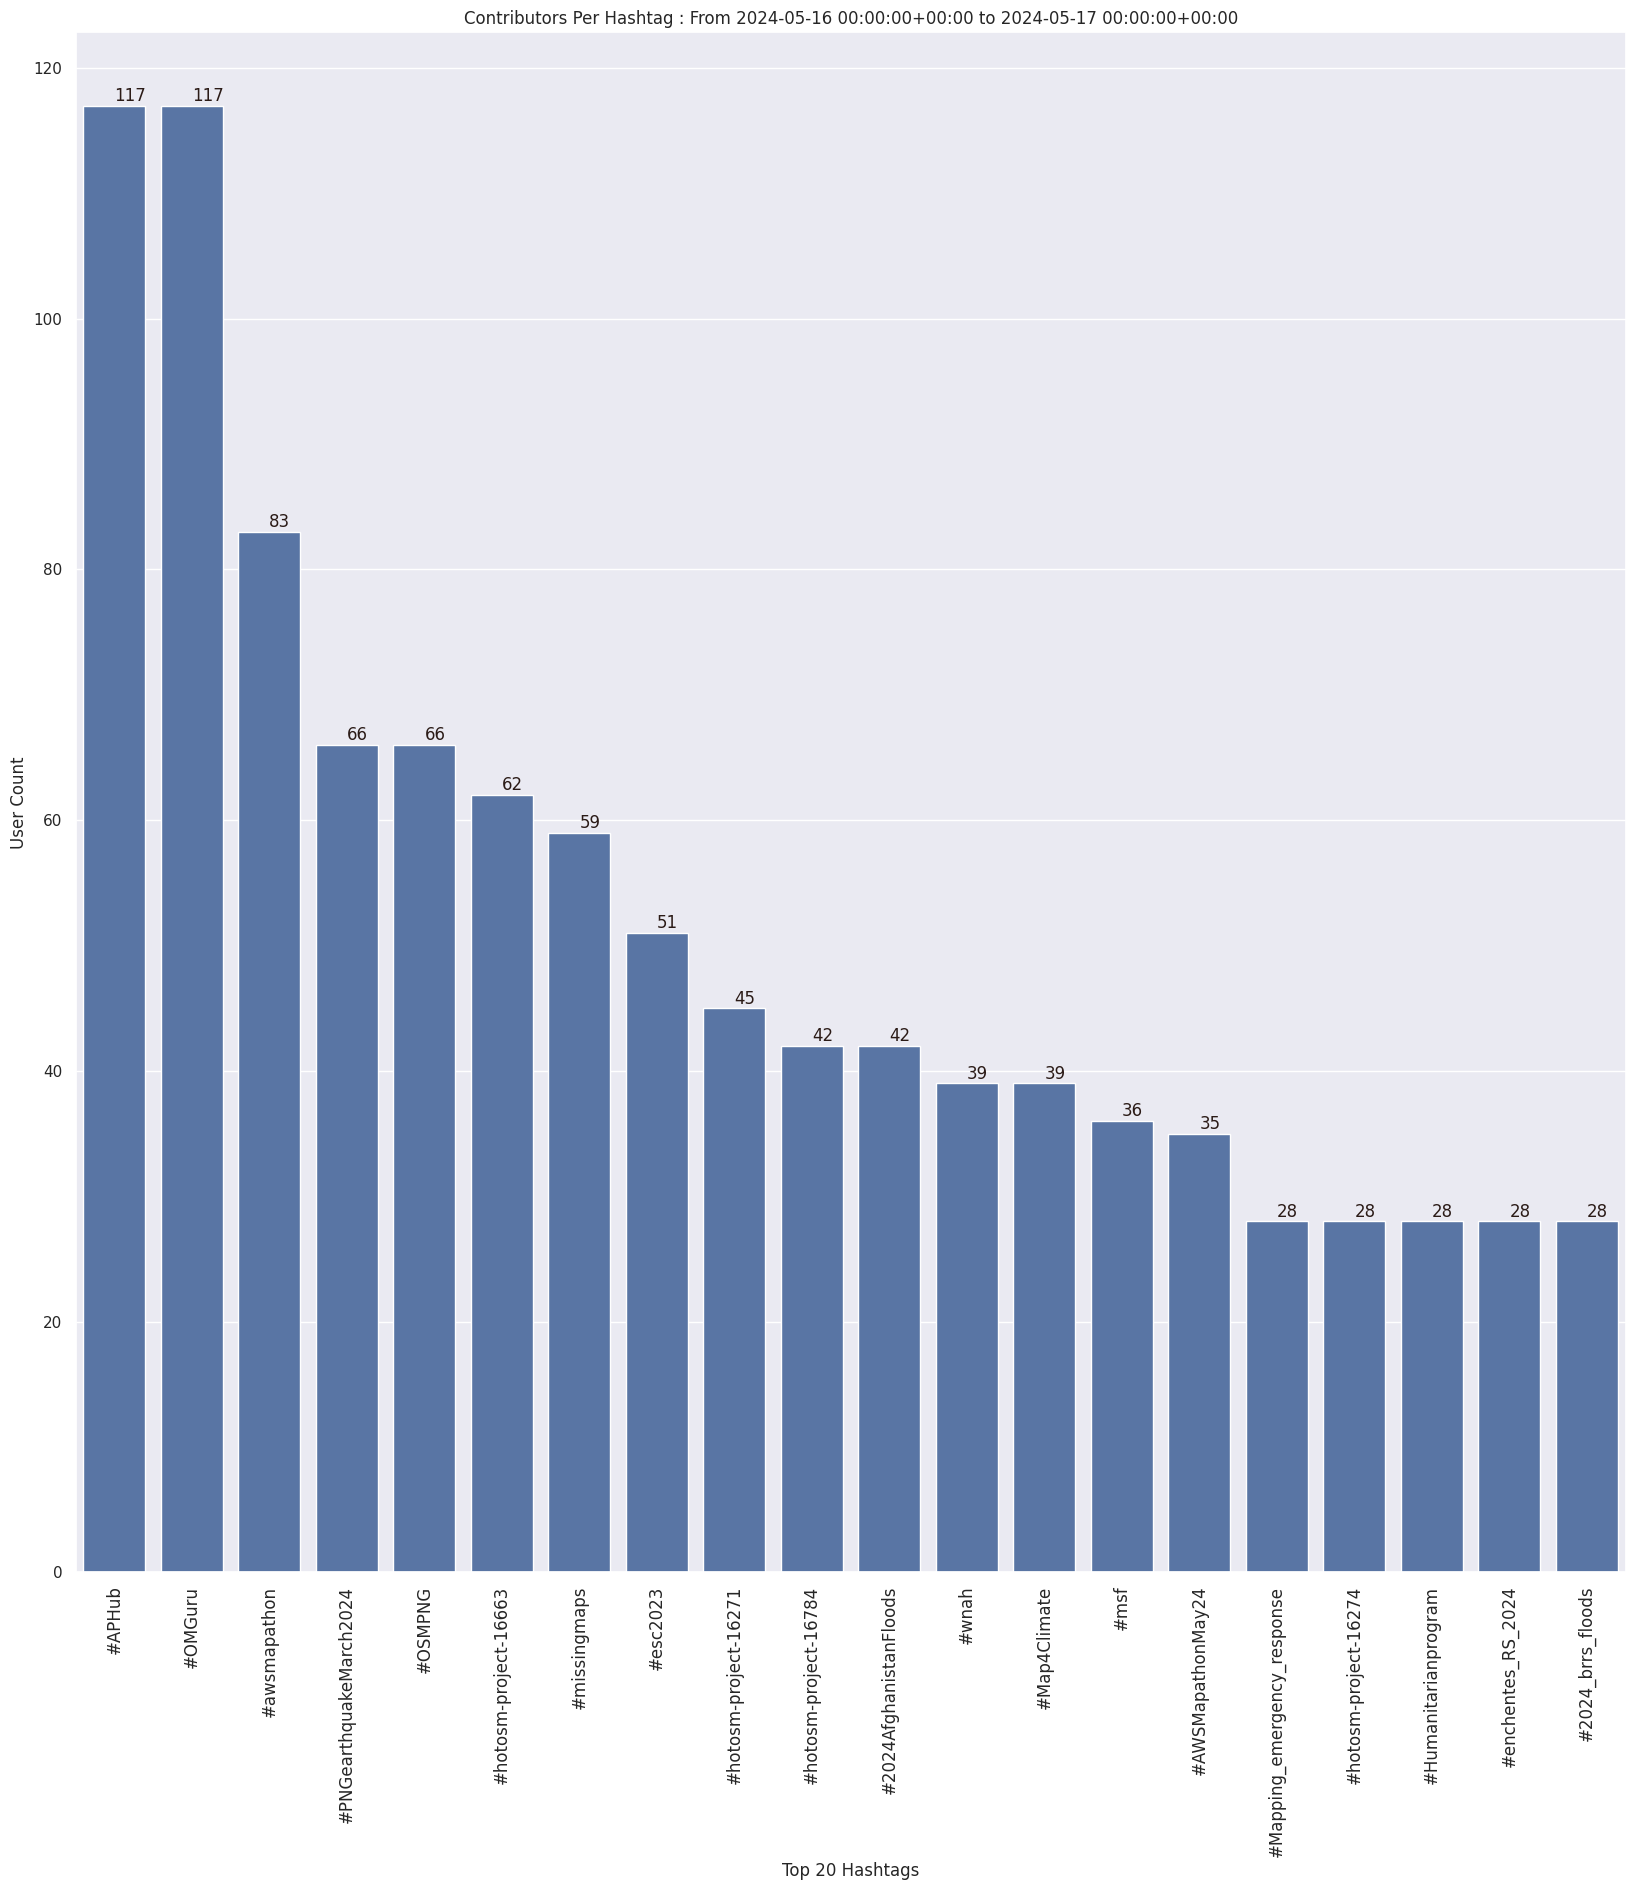 Contributors Per Hashtag : From 2024-05-16 00:00:00+00:00 to 2024-05-17 00:00:00+00:00
User Count
120
100
80
60
40
20
0
117
117
83
66
66
62
59
51
45
42
42
39
39
36
35
28
28
28
28
28
#APHub
#OMGuru
#awsmapathon
#PNGearthquakeMarch2024
#OSMPNG
#hotosm-project-16663
#missingmaps
#esc2023
#hotosm-project-16271
#hotosm-project-16784
#2024AfghanistanFloods
#wnah
#Map4Climate
#msf
#AWSMapathonMay24
#Mapping_emergency_response
#hotosm-project-16274
#Humanitarianprogram
#enchentes_RS_2024
#2024_brrs_floods
Top 20 Hashtags